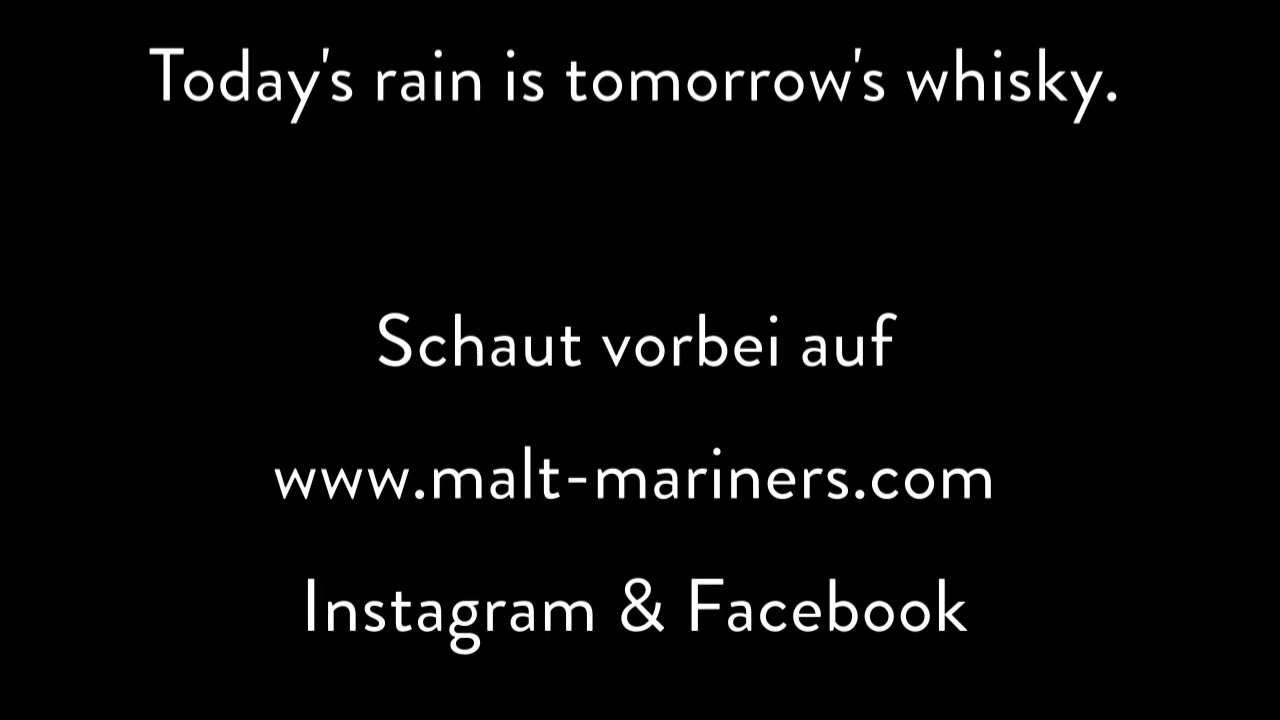 Today's rain is tomorrow's whisky.
Schaut vorbei auf
www.malt-mariners.com
Instagram & Facebook